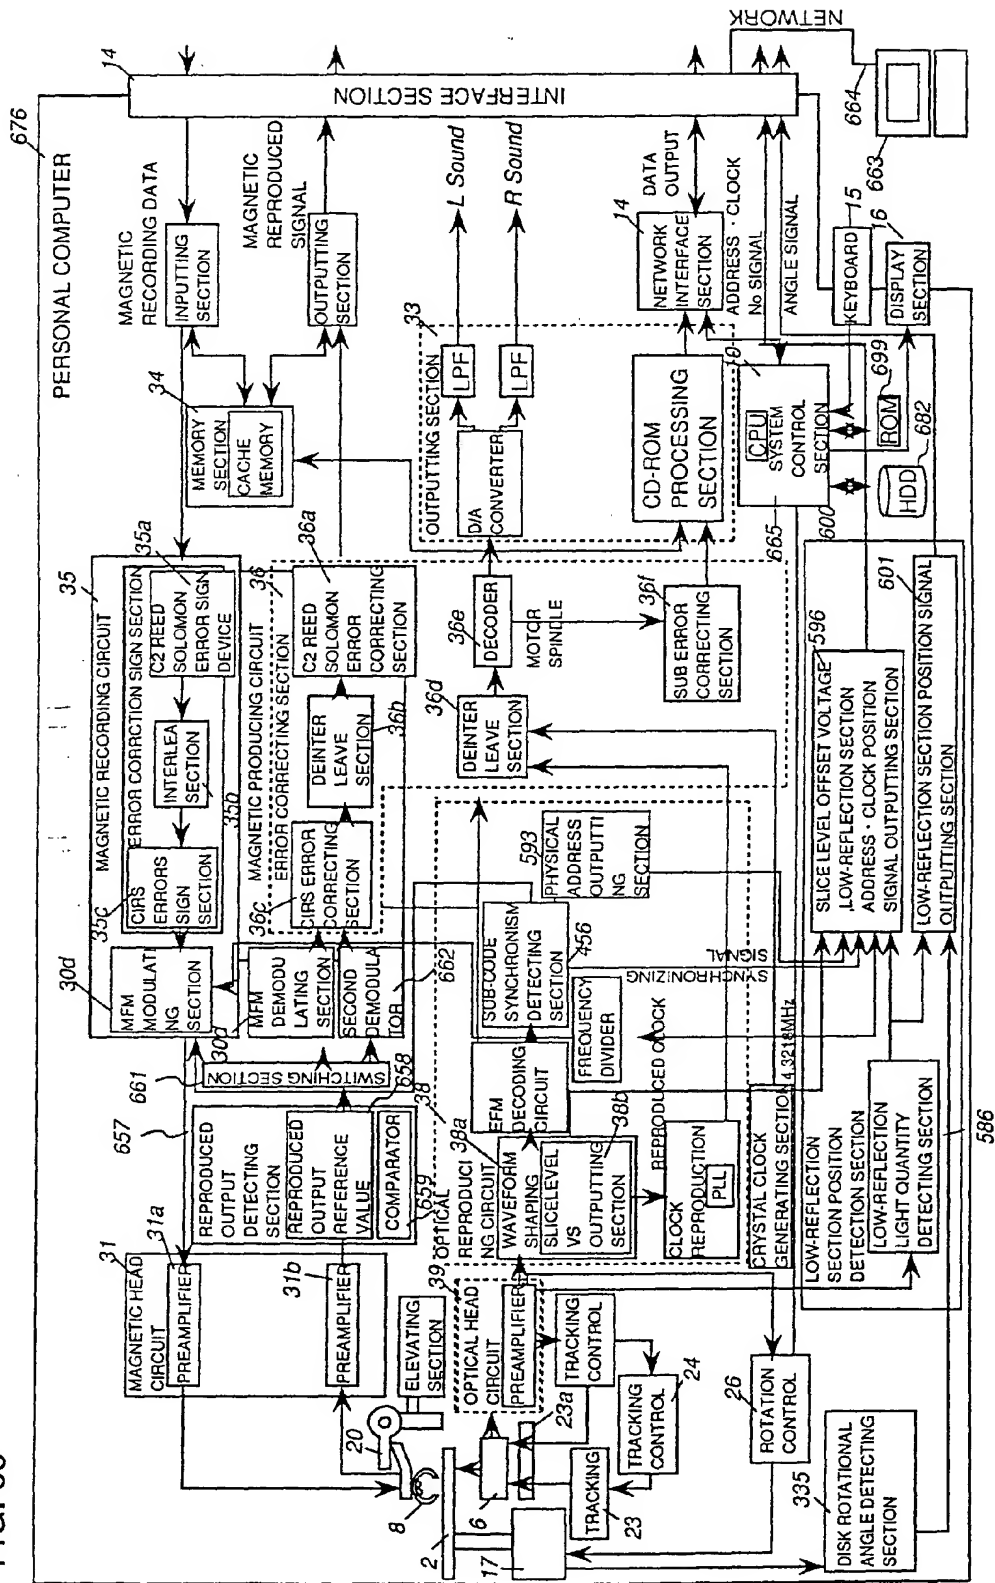 676
PERSONAL COMPUTER
NETWORK
14
INTERFACE SECTION
MAGNETIC
RECORDING DATA
INPUTTING
SECTION
MAGNETIC
REPRODUCED
SIGNAL
OUTPUTTING
SECTION
34
MEMORY
SECTION
CACHE
MEMORY
L Sound
R Sound
33
OUTPUTTING SECTION
LPF
LPF
D/A
CONVERTER
DATA
OUTPUT
14
NETWORK
INTERFACE
SECTION
CD-ROM
PROCESSING
SECTION
ADDRESS · CLOCK
No SIGNAL
ANGLE SIGNAL
664
663
15
KEYBOARD
16
DISPLAY
SECTION
10
CPU
SYSTEM
CONTROL
SECTION
699
ROM
682
HDD
665
600
35
MAGNETIC RECORDING CIRCUIT
ERROR CORRCTION SIGN SECTION
35a
C2 REED
SOLOMON
ERROR SIGN
DEVICE
INTERLEA
SECTION
35b
35c
CIRS
ERRORS
SIGN
SECTION
30d
MFM
MODULATI
NG
SECTION
MAGNETIC PRODUCING CIRCUIT
ERROR CORRECTING SECTION
36
36a
C2 REED
SOLOMON
ERROR
CORRECTING
SECTION
DEINTER
LEAVE
SECTION
36b
36c
CIRS ERROR
CORRECTING
SECTION
30d
MFM
DEMODU
LATING
SECTION
SECOND
DEMODULA
TOR
662
36e
DECODER
MOTOR
SPINDLE
36f
SUB ERROR
CORRECTING
SECTION
36d
DEINTER
LEAVE
SECTION
593
PHYSICAL
ADDRESS
OUTPUTTI
NG
SECTION
SUB-CODE
SYNCHRONISM
DETECTING
SECTION
456
FREQUENCY
DIVIDER
SYNCHRONIZING
SIGNAL
EFM
DECODING
CIRCUIT
38
OPTICAL
REPRODUCI
NG CIRCUIT
38a
WAVEFORM
SHAPING
SLICELEVEL
VS
OUTPUTTING
SECTION
38b
CLOCK
REPRODUCTION
PLL
REPRODUCED CLOCK
CRYSTAL CLOCK
GENERATING SECTION
4.3218MHz
661
SWITCHING SECTION
657
REPRODUCED
OUTPUT
DETECTING
SECTION
658
REPRODUCED
OUTPUT
REFERENCE
VALUE
659
COMPARATOR
31
MAGNETIC HEAD
CIRCUIT
31a
PREAMPLIFIER
31b
PREAMPLIFIER
20
ELEVATING
SECTION
8
2
6
17
39
OPTICAL HEAD
CIRCUIT
PREAMPLIFIER
23a
TRACKING
CONTROL
24
TRACKING
CONTROL
TRACKING
23
26
ROTATION
CONTROL
335
DISK ROTATIONAL
ANGLE DETECTING
SECTION
596
SLICE LEVEL OFFSET VOLTAGE
,LOW-REFLECTION SECTION
ADDRESS · CLOCK POSITION
SIGNAL OUTPUTTING SECTION
601
LOW-REFLECTION SECTION POSITION SIGNAL
OUTPUTTING SECTION
LOW-REFLECTION
SECTION POSITION
DETECTION SECTION
LOW-REFLECTION
LIGHT QUANTITY
DETECTING SECTION
586